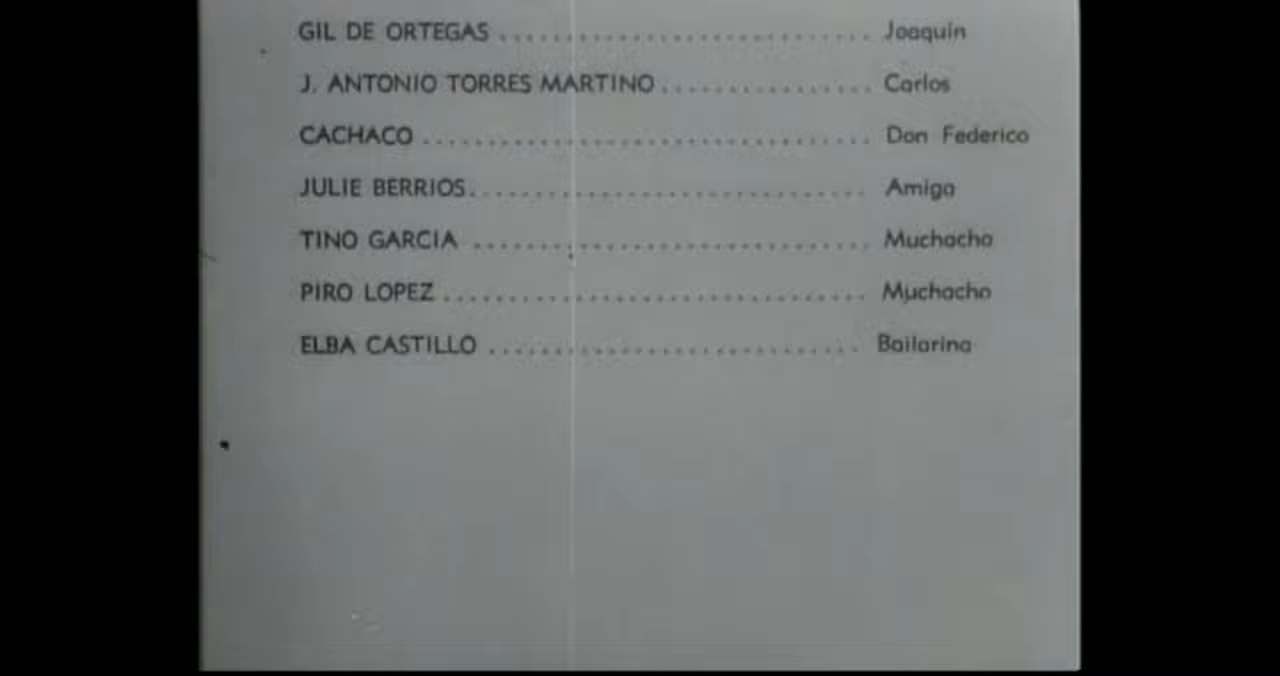 GIL DE ORTEGAS ............................ Joaquín
J. ANTONIO TORRES MARTINO ................ Carlos
CACHACO .................................. Don Federico
JULIE BERRIOS .............................. Amiga
TINO GARCIA .............................. Muchacho
PIRO LOPEZ ................................ Muchacho
ELBA CASTILLO ............................ Bailarina